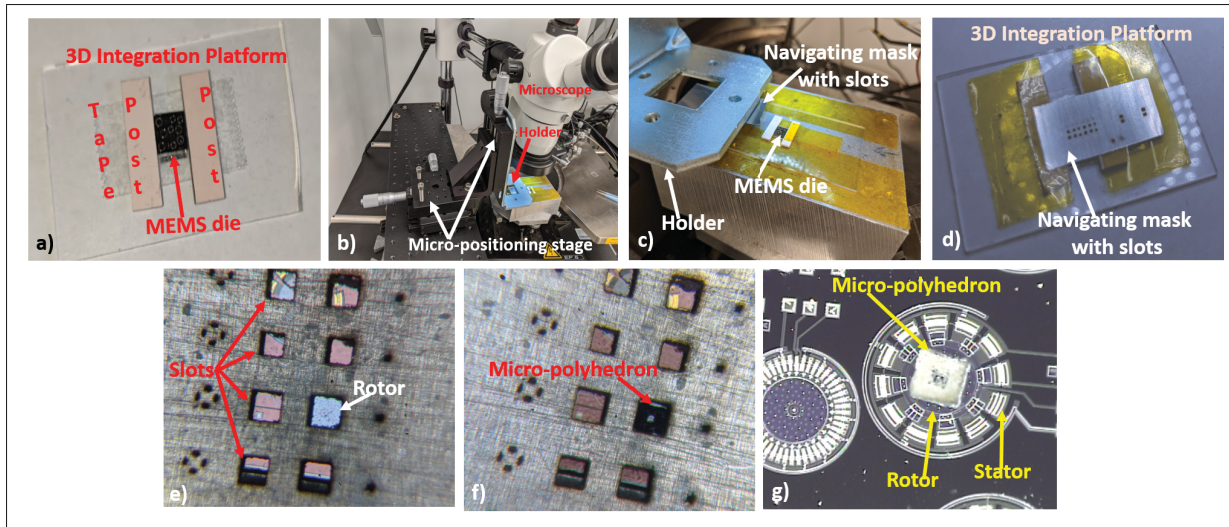 3D Integration Platform
Tape
Post
Post
MEMS die
a)
Microscope
Holder
Micro-positioning stage
b)
Navigating mask
with slots
MEMS die
Holder
c)
3D Integration Platform
Navigating mask
with slots
d)
Slots
Rotor
e)
Micro-polyhedron
f)
Micro-polyhedron
Rotor
Stator
g)